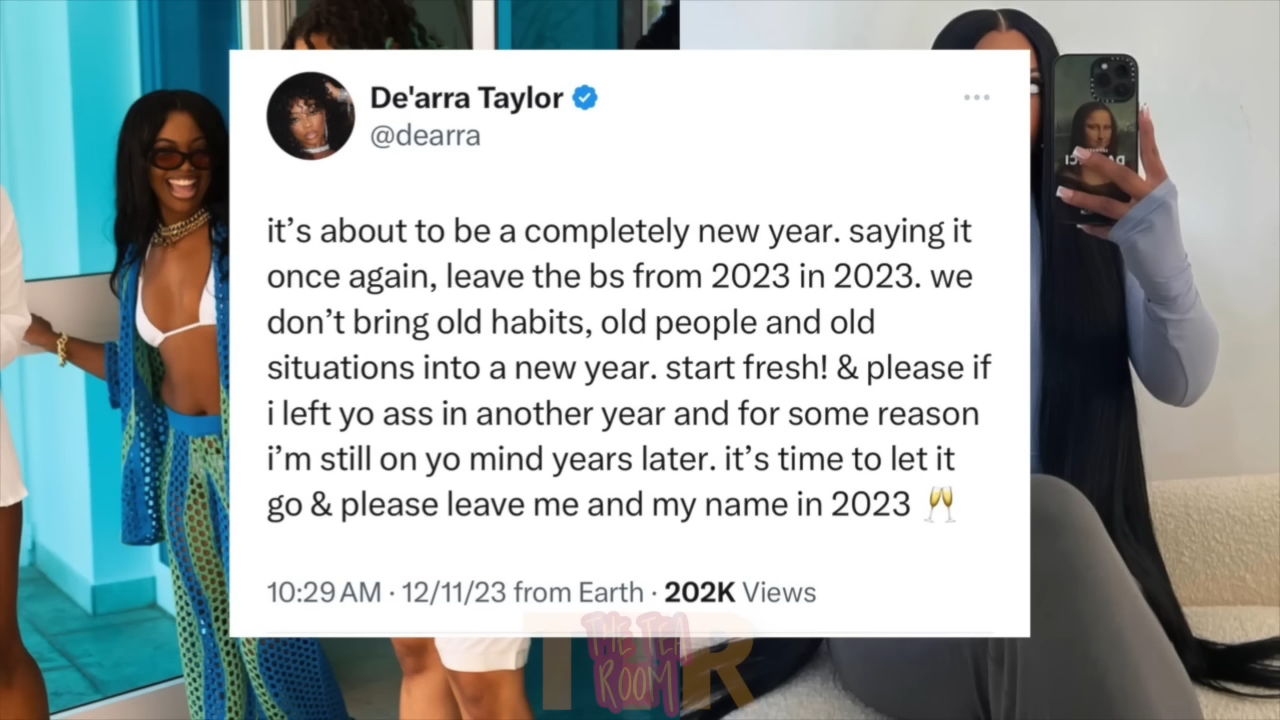 De'arra Taylor
@dearra
it's about to be a completely new year. saying it
once again, leave the bs from 2023 in 2023. we
don't bring old habits, old people and old
situations into a new year. start fresh! & please if
i left yo ass in another year and for some reason
i'm still on yo mind years later. it's time to let it
go & please leave me and my name in 2023 🥂
10:29 AM · 12/11/23 from Earth · 202K Views
THE TEA
ROOM